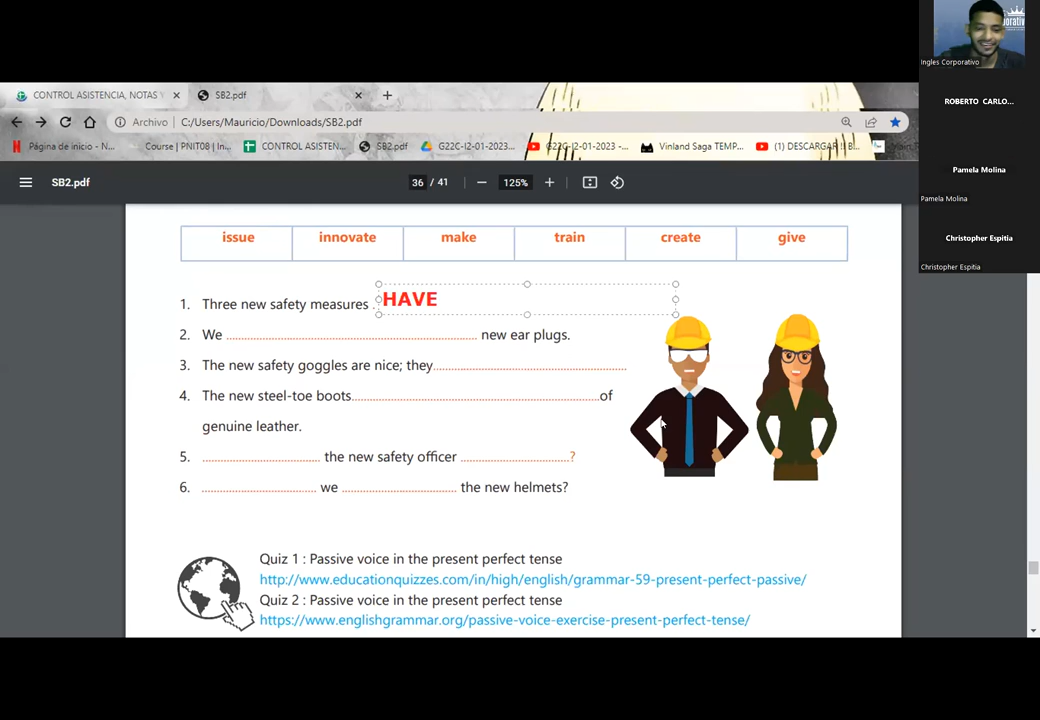 orativo
Ingles Corporativo
ROBERTO CARLO...
Pamela Molina
Pamela Molina
Christopher Espitia
Christopher Espitia
CONTROL ASISTENCIA, NOTAS Y
SB2.pdf
Archivo C:/Users/Mauricio/Downloads/SB2.pdf
Página de inicio - N... Course | PNIT08 | In... CONTROL ASISTEN... SB2.pdf G22C-I2-01-2023... G22C-I2-01-2023 -... Vinland Saga TEMP... (1) DESCARGAR !! B...
SB2.pdf 36 / 41 125%
issue innovate make train create give
1. Three new safety measures . HAVE
2. We ........ new ear plugs.
3. The new safety goggles are nice; they........
4. The new steel-toe boots........of
genuine leather.
5. ........ the new safety officer ........?
6. ........ we ........ the new helmets?
Quiz 1 : Passive voice in the present perfect tense
http://www.educationquizzes.com/in/high/english/grammar-59-present-perfect-passive/
Quiz 2 : Passive voice in the present perfect tense
https://www.englishgrammar.org/passive-voice-exercise-present-perfect-tense/